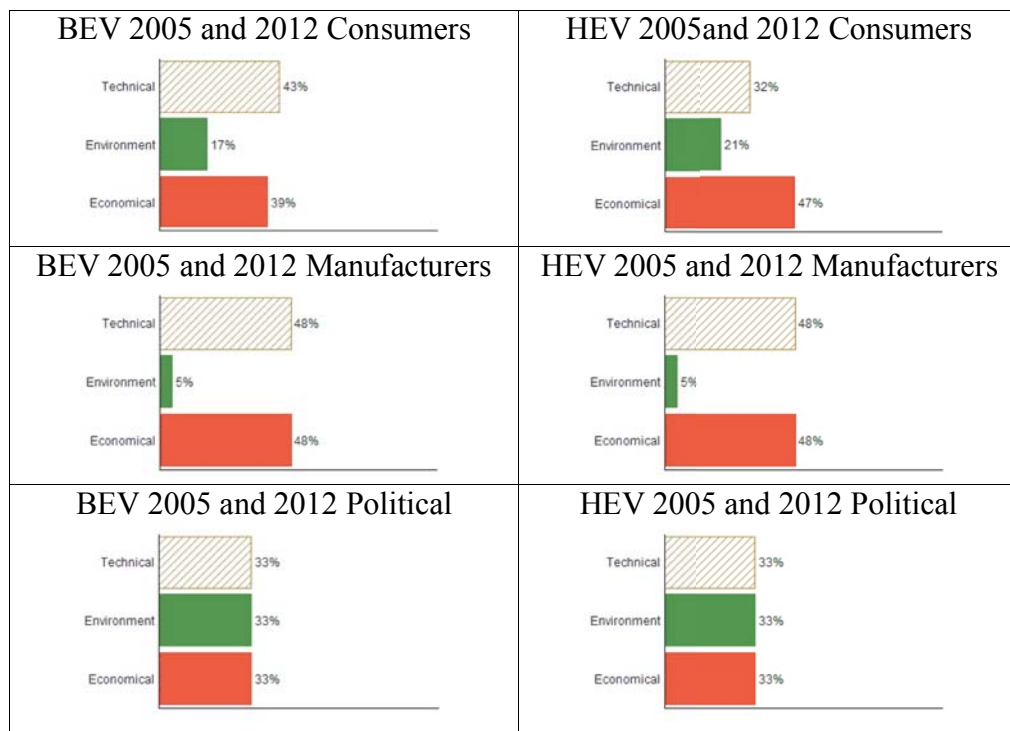 BEV 2005 and 2012 Consumers
Technical
43%
Environment
17%
Economical
39%
HEV 2005and 2012 Consumers
Technical
32%
Environment
21%
Economical
47%
BEV 2005 and 2012 Manufacturers
Technical
48%
Environment
5%
Economical
48%
HEV 2005 and 2012 Manufacturers
Technical
48%
Environment
5%
Economical
48%
BEV 2005 and 2012 Political
Technical
33%
Environment
33%
Economical
33%
HEV 2005 and 2012 Political
Technical
33%
Environment
33%
Economical
33%